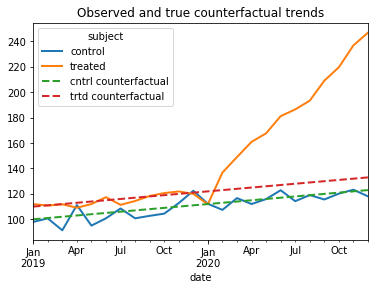 Observed and true counterfactual trends
subject
control
treated
cntrl counterfactual
trtd counterfactual
240
220
200
180
160
140
120
100
Jan Apr Jul Oct Jan Apr Jul Oct
2019 2020
date